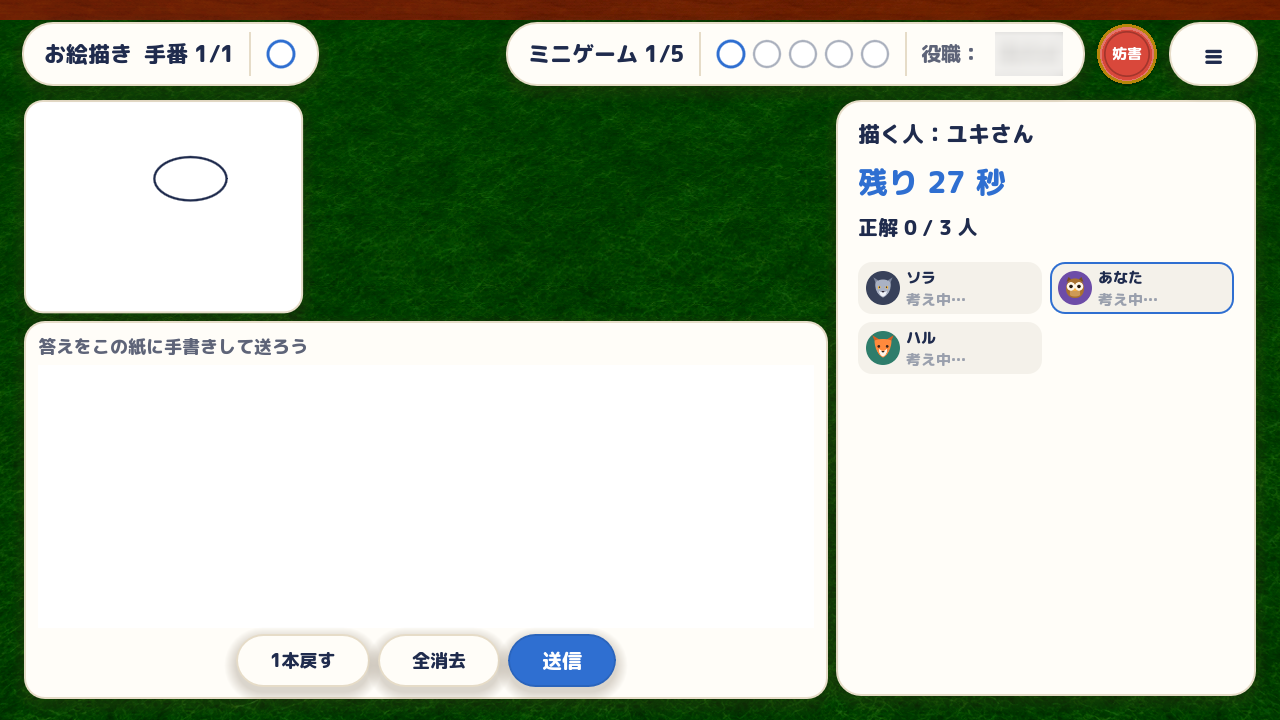 お絵描き 手番 1/1
ミニゲーム 1/5
役職：
妨害
≡
描く人：ユキさん
残り 27 秒
正解 0 / 3 人
ソラ
考え中…
あなた
考え中…
ハル
考え中…
答えをこの紙に手書きして送ろう
1本戻す
全消去
送信